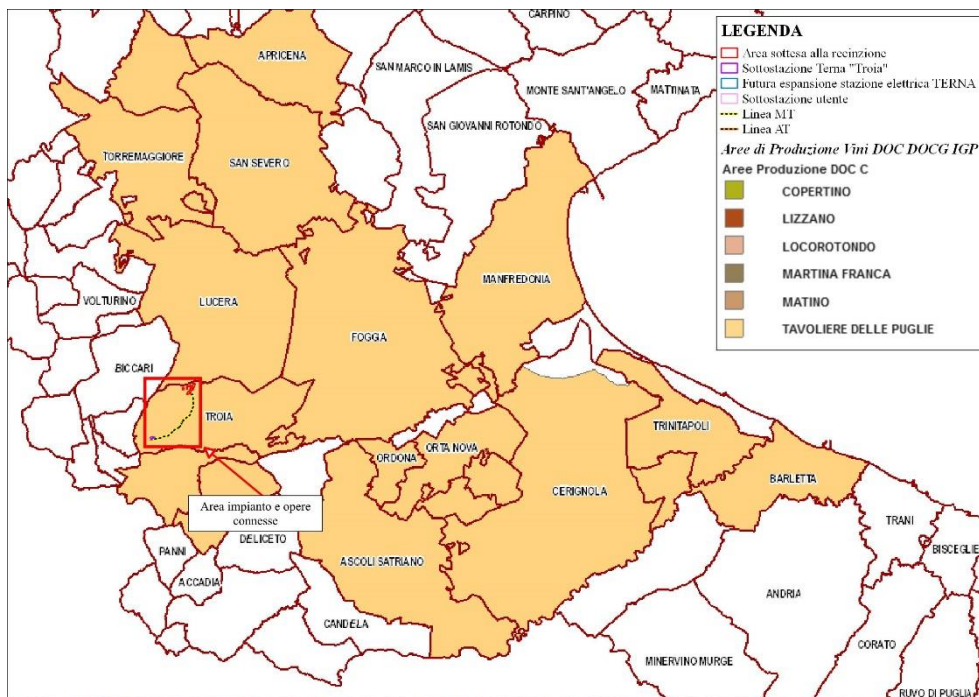 CARPINO
APRICENA
SAN MARCO IN LAMIS
MONTE SANT'ANGELO
MATTINATA
SAN GIOVANNI ROTONDO
TORREMAGGIORE
SAN SEVERO
MANFREDONIA
VOLTURINO
LUCERA
FOGGIA
BICCARI
TROIA
ORDONA
ORTA NOVA
TRINITAPOLI
CERIGNOLA
BARLETTA
Area impianto e opere
connesse
DELICETO
TRANI
PANNI
ASCOLI SATRIANO
BISCEGLIE
ACCADIA
ANDRIA
CANDELA
CORATO
MINERVINO MURGE
RUVO DI PUGLIA
LEGENDA
Area sottesa alla recinzione
Sottostazione Terna "Troia"
Futura espansione stazione elettrica TERNA
Sottostazione utente
Linea MT
Linea AT
Aree di Produzione Vini DOC DOCG IGP
Aree Produzione DOC C
COPERTINO
LIZZANO
LOCOROTONDO
MARTINA FRANCA
MATINO
TAVOLIERE DELLE PUGLIE